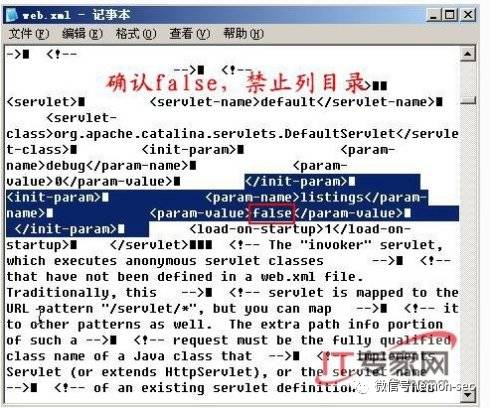 web.xml - 记事本
文件(F) 编辑(E) 格式(O) 查看(V) 帮助(H)
-> <!--
--> <!--
确认false，禁止列目录
-->
<servlet> <servlet-name>default</servlet-name>
<servlet-
class>org.apache.catalina.servlets.DefaultServlet</servle
t-class> <init-param> <param-
name>debug</param-name> <param-
value>0</param-value> </init-param>
<init-param> <param-name>listings</param-
name> <param-value>false</param-value>
</init-param> <load-on-startup>1</load-on-
startup> </servlet> <!-- The "invoker" servlet,
which executes anonymous servlet classes --> <!--
that have not been defined in a web.xml file.
Traditionally, this --> <!-- servlet is mapped to the
URL pattern "/servlet/*", but you can map --> <!-- it
to other patterns as well. The extra path info portion
of such a --> <!-- request must be the fully qualified
class name of a Java class that --> <!-- implements
Servlet (or extends HttpServlet), or the servlet name
--> <!-- of an existing servlet definition.
IT专家网
微信号 lemon-sec